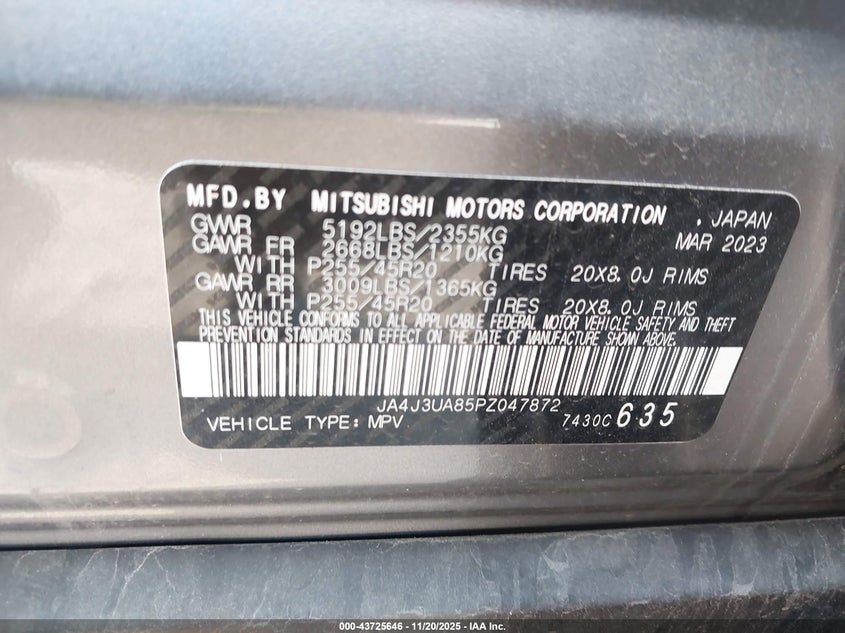 MFD.BY MITSUBISHI MOTORS CORPORATION . JAPAN
GVWR 5192LBS/2355KG MAR 2023
GAWR FR 2668LBS/1210KG
WITH P255/45R20 TIRES 20X8.0J RIMS
GAWR RR 3009LBS/1365KG
WITH P255/45R20 TIRES 20X8.0J RIMS
THIS VEHICLE CONFORMS TO ALL APPLICABLE FEDERAL MOTOR VEHICLE SAFETY AND THEFT
PREVENTION STANDARDS IN EFFECT ON THE DATE OF MANUFACTURE SHOWN ABOVE.
JA4J3UA85PZ047872
VEHICLE TYPE: MPV 7430C 635
000-43725646 - 11/20/2025 - IAA Holdings, LLC.